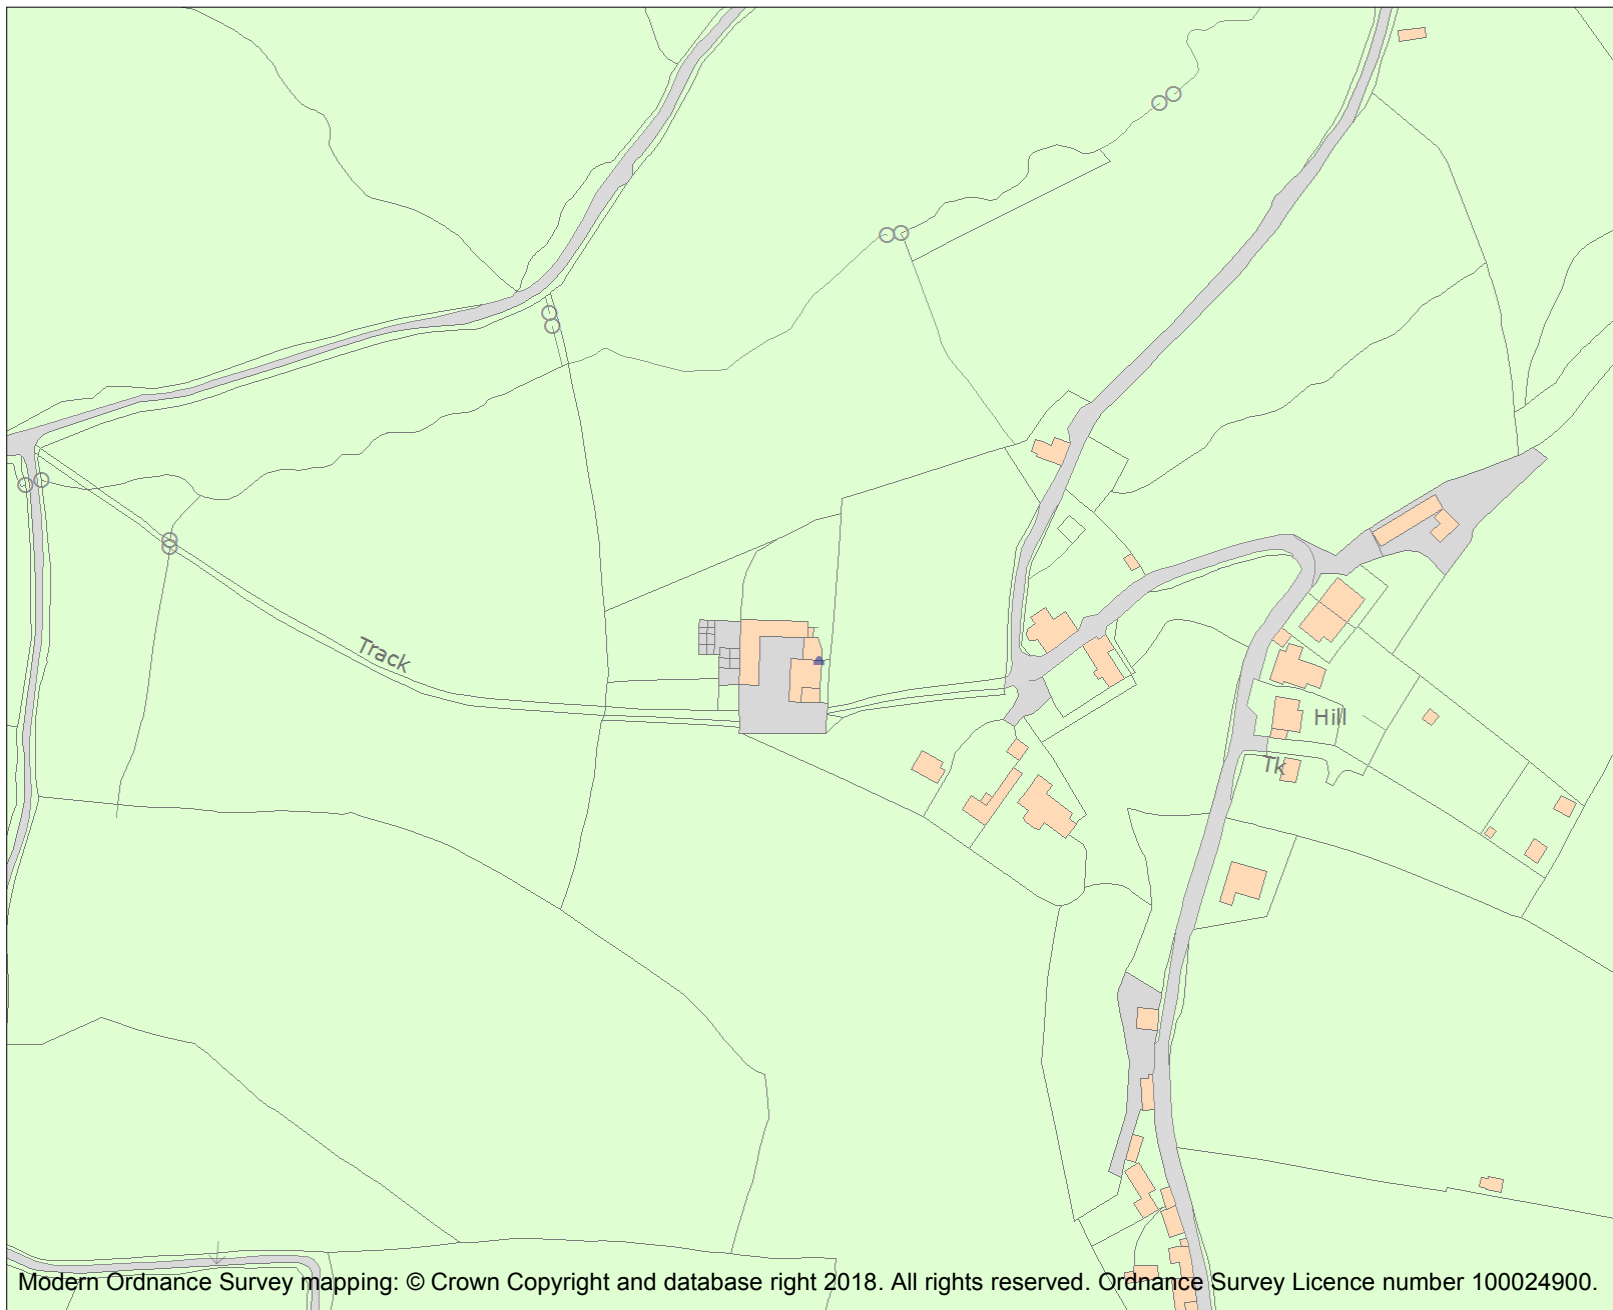 Track
Hill
Tk
Modern Ordnance Survey mapping: © Crown Copyright and database right 2018. All rights reserved. Ordnance Survey Licence number 100024900.